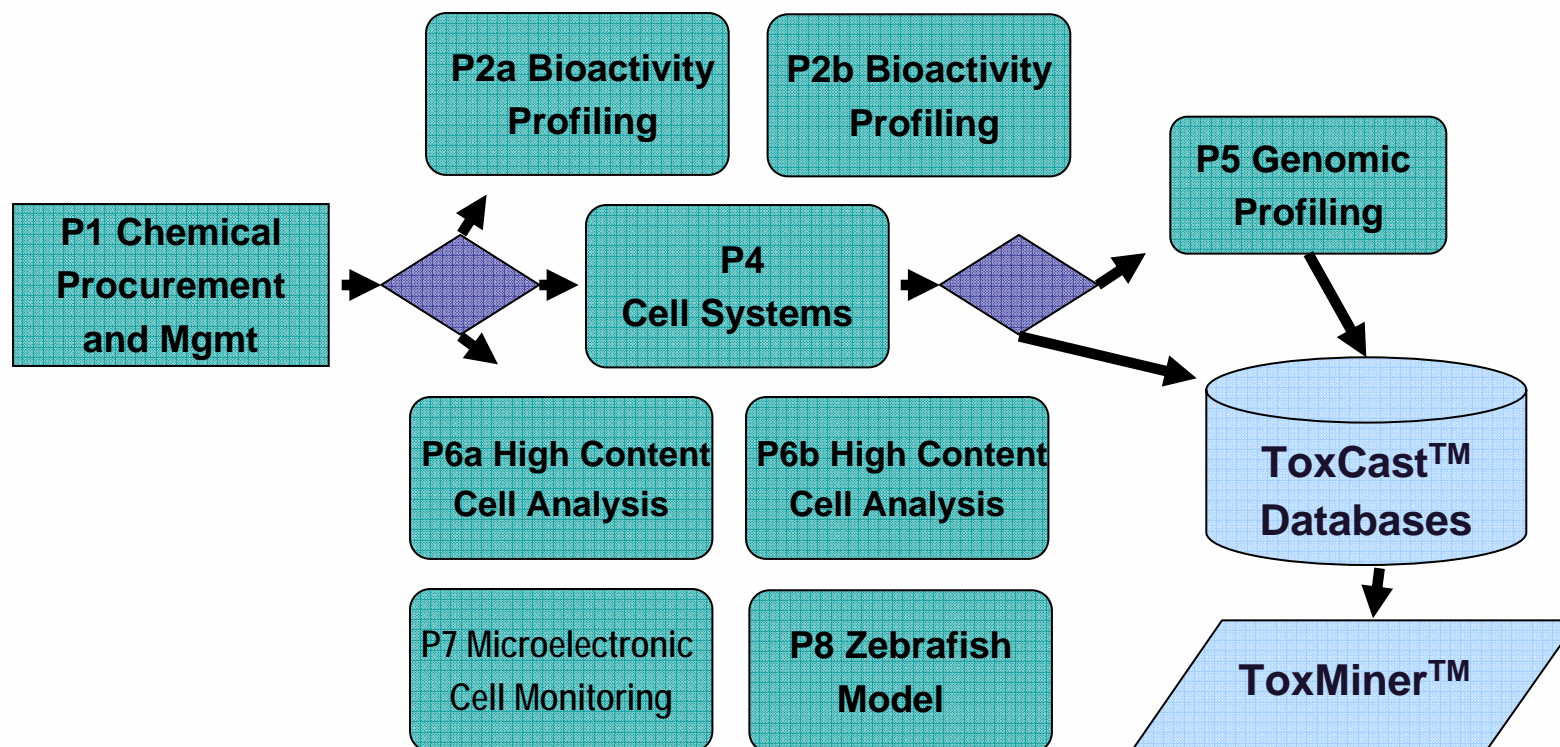 P2a Bioactivity
Profiling
P2b Bioactivity
Profiling
P5 Genomic
Profiling
P1 Chemical
Procurement
and Mgmt
P4
Cell Systems
P6a High Content
Cell Analysis
P6b High Content
Cell Analysis
ToxCast™
Databases
P7 Microelectronic
Cell Monitoring
P8 Zebrafish
Model
ToxMiner™